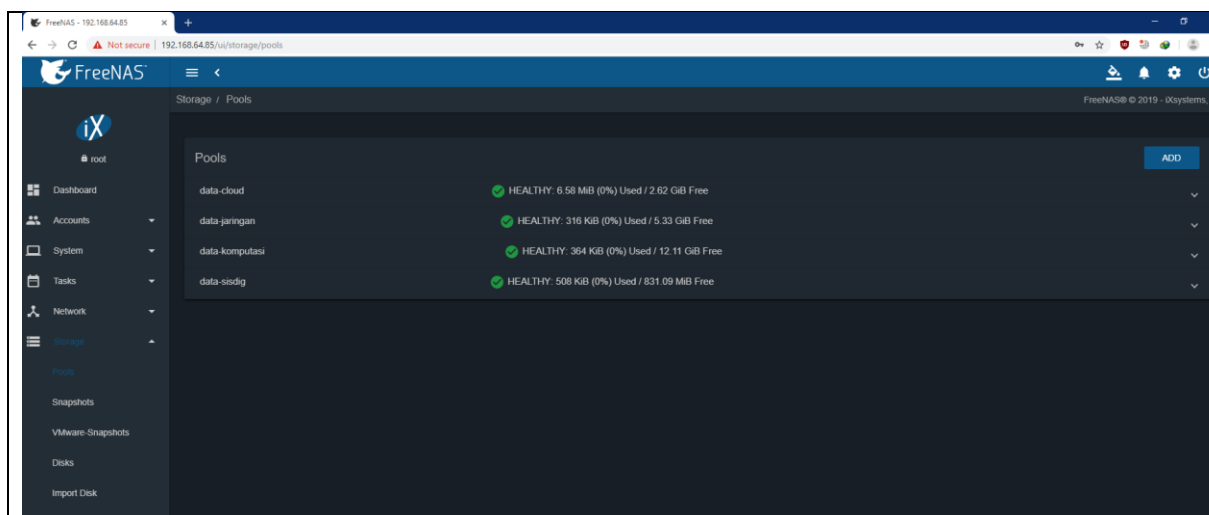 FreeNAS - 192.168.64.85
Not secure | 192.168.64.85/ui/storage/pools
FreeNAS®
Storage / Pools
FreeNAS® © 2019 - iXsystems,
iX
root
Pools
ADD
Dashboard
data-cloud
HEALTHY: 6.58 MiB (0%) Used / 2.62 GiB Free
Accounts
data-jaringan
HEALTHY: 316 KiB (0%) Used / 5.33 GiB Free
System
data-komputasi
HEALTHY: 364 KiB (0%) Used / 12.11 GiB Free
Tasks
data-sisdig
HEALTHY: 508 KiB (0%) Used / 831.09 MiB Free
Network
Storage
Pools
Snapshots
VMware-Snapshots
Disks
Import Disk